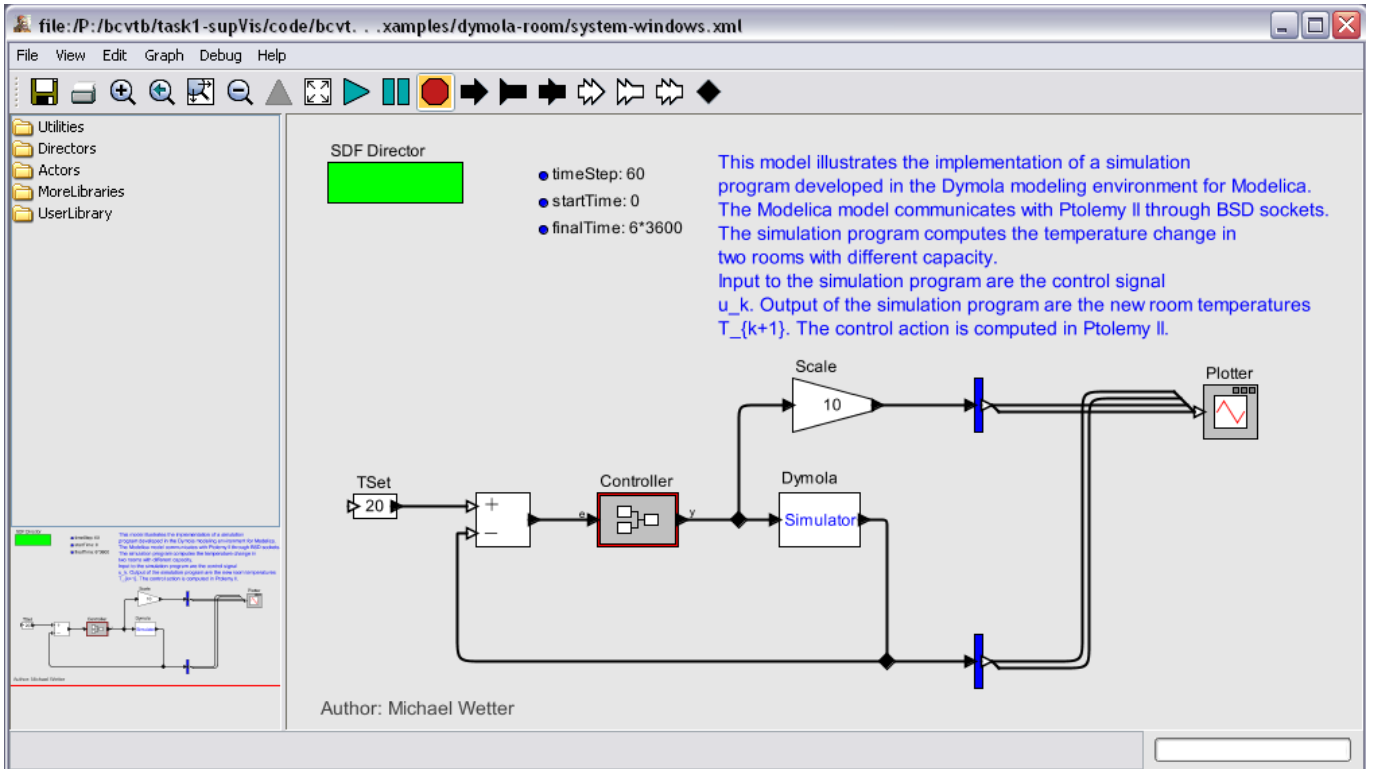 file:/P:/bcvtb/task1-supVis/code/bcvt. . .xamples/dymola-room/system-windows.xml
File View Edit Graph Debug Help
Utilities
Directors
Actors
MoreLibraries
UserLibrary
SDF Director
timeStep: 60
startTime: 0
finalTime: 6*3600
This model illustrates the implementation of a simulation
program developed in the Dymola modeling environment for Modelica.
The Modelica model communicates with Ptolemy II through BSD sockets.
The simulation program computes the temperature change in
two rooms with different capacity.
Input to the simulation program are the control signal
u_k. Output of the simulation program are the new room temperatures
T_{k+1}. The control action is computed in Ptolemy II.
Scale
10
Plotter
TSet
20
+
−
Controller
e
y
Dymola
Simulator
Author: Michael Wetter